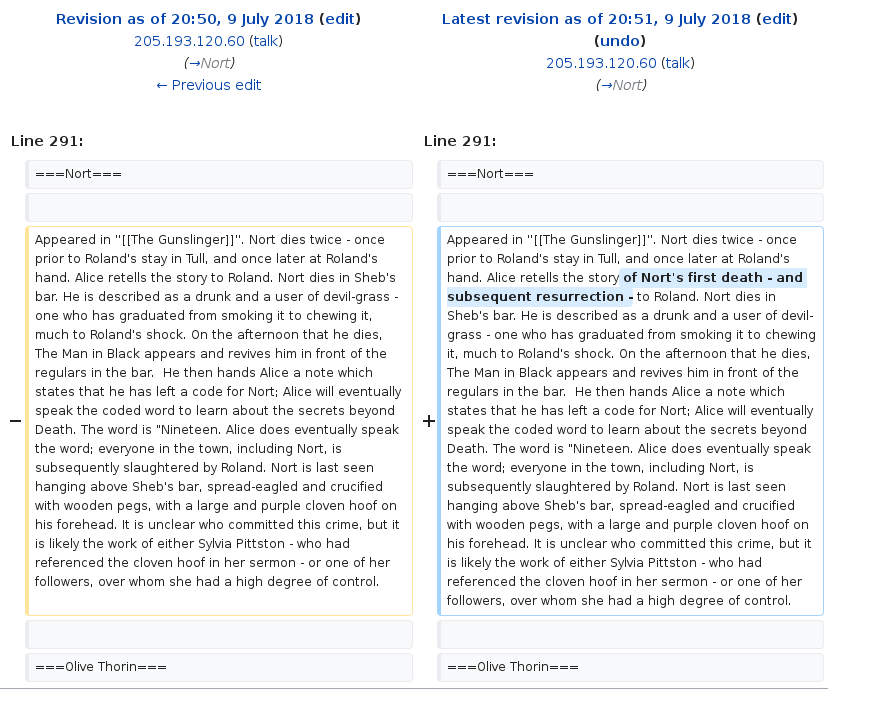 Revision as of 20:50, 9 July 2018 (edit)
205.193.120.60 (talk)
(→Nort)
← Previous edit
Latest revision as of 20:51, 9 July 2018 (edit)
(undo)
205.193.120.60 (talk)
(→Nort)
Line 291:
Line 291:
===Nort===
===Nort===
−
Appeared in ''[[The Gunslinger]]''. Nort dies twice - once
prior to Roland's stay in Tull, and once later at Roland's
hand. Alice retells the story to Roland. Nort dies in Sheb's
bar. He is described as a drunk and a user of devil-grass -
one who has graduated from smoking it to chewing it,
much to Roland's shock. On the afternoon that he dies,
The Man in Black appears and revives him in front of the
regulars in the bar.  He then hands Alice a note which
states that he has left a code for Nort; Alice will eventually
speak the coded word to learn about the secrets beyond
Death. The word is "Nineteen. Alice does eventually speak
the word; everyone in the town, including Nort, is
subsequently slaughtered by Roland. Nort is last seen
hanging above Sheb's bar, spread-eagled and crucified
with wooden pegs, with a large and purple cloven hoof on
his forehead. It is unclear who committed this crime, but it
is likely the work of either Sylvia Pittston - who had
referenced the cloven hoof in her sermon - or one of her
followers, over whom she had a high degree of control.
+
Appeared in ''[[The Gunslinger]]''. Nort dies twice - once
prior to Roland's stay in Tull, and once later at Roland's
hand. Alice retells the story of Nort's first death - and
subsequent resurrection - to Roland. Nort dies in
Sheb's bar. He is described as a drunk and a user of devil-
grass - one who has graduated from smoking it to chewing
it, much to Roland's shock. On the afternoon that he dies,
The Man in Black appears and revives him in front of the
regulars in the bar.  He then hands Alice a note which
states that he has left a code for Nort; Alice will eventually
speak the coded word to learn about the secrets beyond
Death. The word is "Nineteen. Alice does eventually speak
the word; everyone in the town, including Nort, is
subsequently slaughtered by Roland. Nort is last seen
hanging above Sheb's bar, spread-eagled and crucified
with wooden pegs, with a large and purple cloven hoof on
his forehead. It is unclear who committed this crime, but it
is likely the work of either Sylvia Pittston - who had
referenced the cloven hoof in her sermon - or one of her
followers, over whom she had a high degree of control.
===Olive Thorin===
===Olive Thorin===